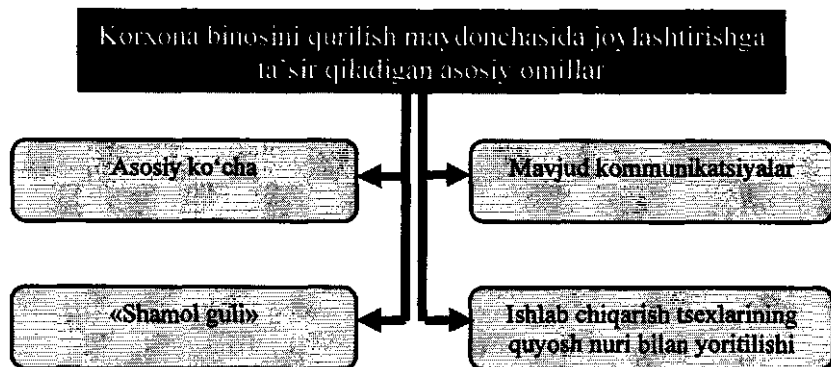 Korxona binosini qurilish maydonchasida joylashtirishga
ta`sir qiladigan asosiy omillar
Asosiy ko‘cha
Mavjud kommunikatsiyalar
«Shamol guli»
Ishlab chiqarish tsexlarining
quyosh nuri bilan yoritilishi